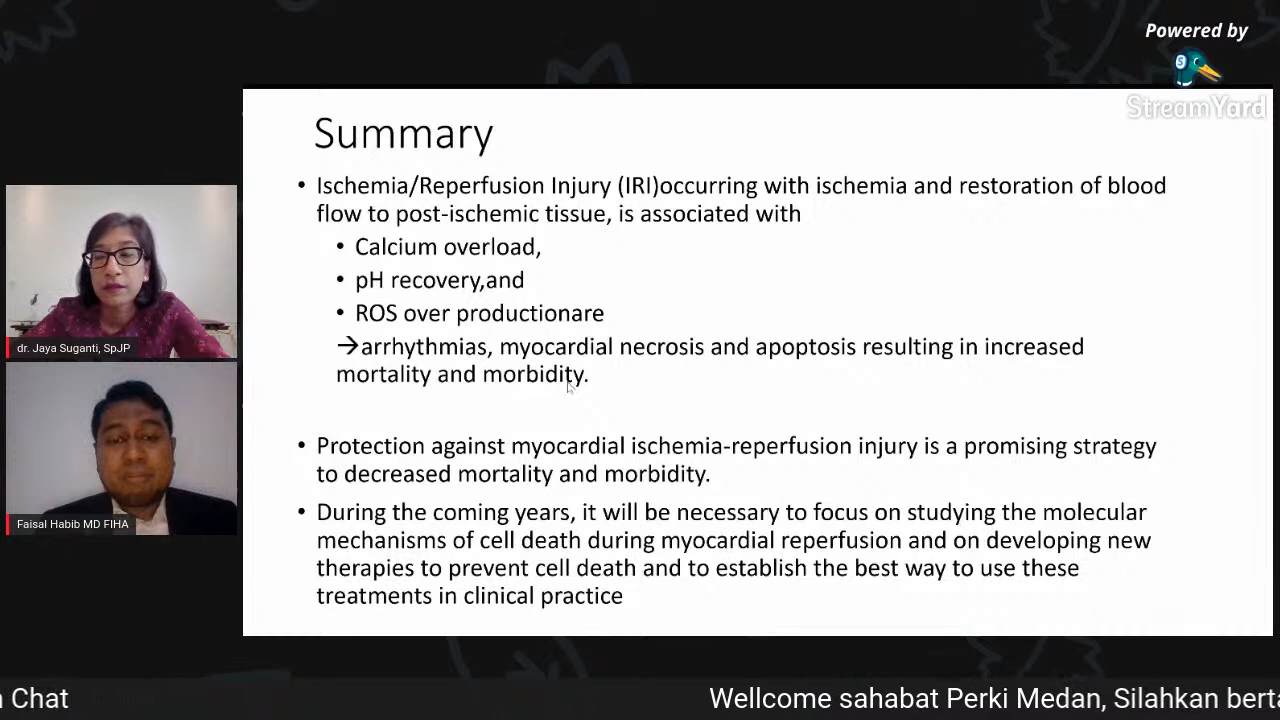 Powered by
StreamYard
Summary
• Ischemia/Reperfusion Injury (IRI)occurring with ischemia and restoration of blood
flow to post-ischemic tissue, is associated with
• Calcium overload,
• pH recovery,and
• ROS over productionare
→arrhythmias, myocardial necrosis and apoptosis resulting in increased
mortality and morbidity.
• Protection against myocardial ischemia-reperfusion injury is a promising strategy
to decreased mortality and morbidity.
• During the coming years, it will be necessary to focus on studying the molecular
mechanisms of cell death during myocardial reperfusion and on developing new
therapies to prevent cell death and to establish the best way to use these
treatments in clinical practice
dr. Jaya Suganti, SpJP
Faisal Habib MD FIHA
Chat
Wellcome sahabat Perki Medan, Silahkan